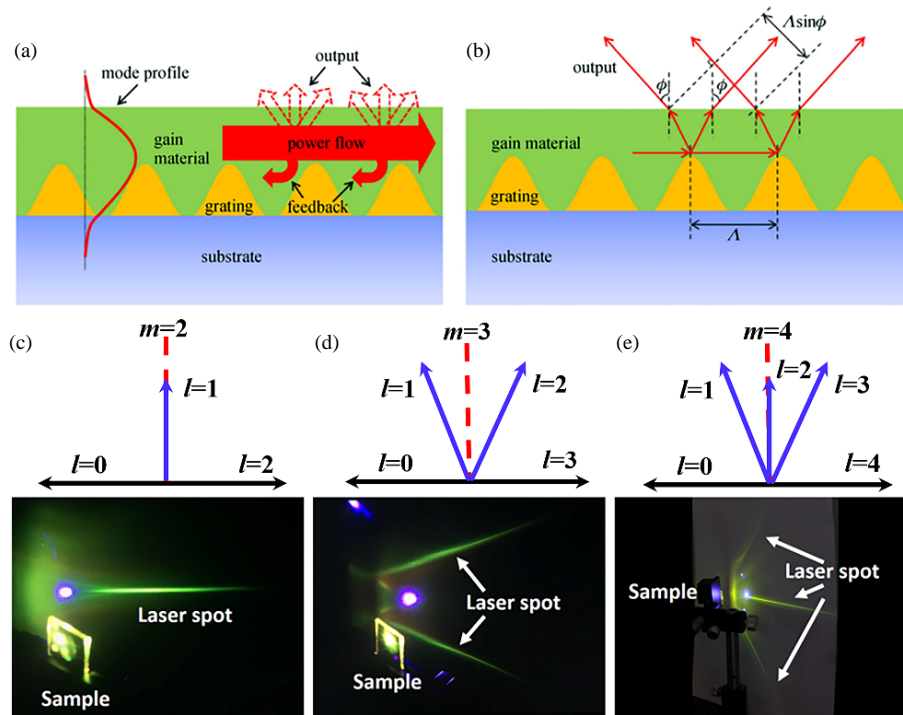 (a)
mode profile
output
gain
material
power flow
grating
feedback
substrate
(b)
Λsinϕ
output
ϕ
ϕ
gain material
grating
Λ
substrate
(c)
m=2
l=1
l=0
l=2
Laser spot
Sample
(d)
m=3
l=1
l=2
l=0
l=3
Laser spot
Sample
(e)
m=4
l=1
l=2
l=3
l=0
l=4
Laser spot
Sample